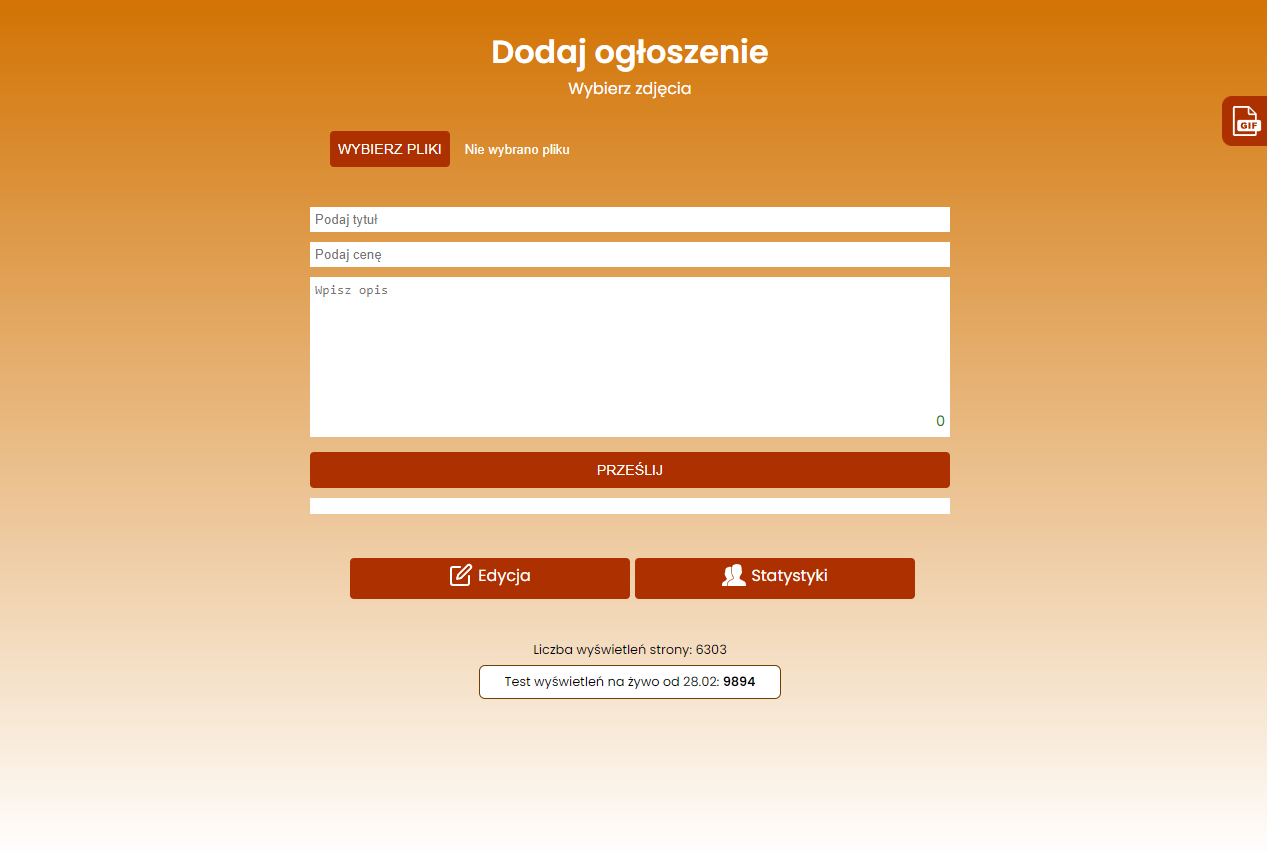 Dodaj ogłoszenie
Wybierz zdjęcia
GIF
WYBIERZ PLIKI Nie wybrano pliku
Podaj tytuł
Podaj cenę
Wpisz opis
0
PRZEŚLIJ
Edycja Statystyki
Liczba wyświetleń strony: 6303
Test wyświetleń na żywo od 28.02: 9894